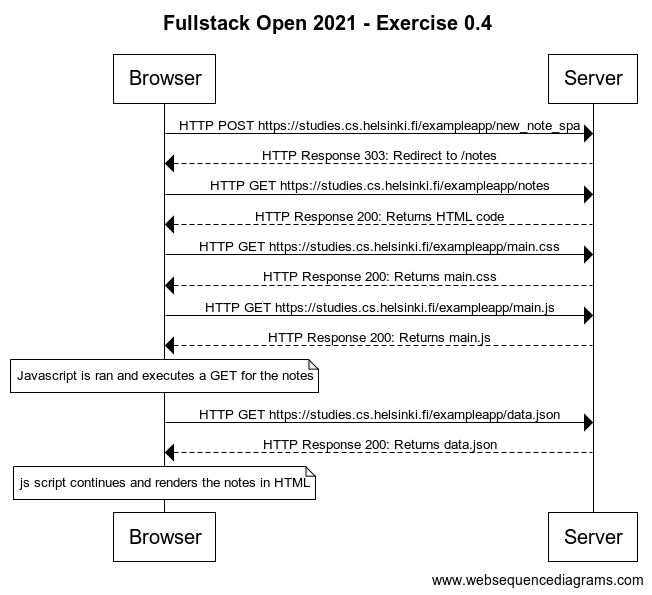 Fullstack Open 2021 - Exercise 0.4
Browser
Server
HTTP POST https://studies.cs.helsinki.fi/exampleapp/new_note_spa
HTTP Response 303: Redirect to /notes
HTTP GET https://studies.cs.helsinki.fi/exampleapp/notes
HTTP Response 200: Returns HTML code
HTTP GET https://studies.cs.helsinki.fi/exampleapp/main.css
HTTP Response 200: Returns main.css
HTTP GET https://studies.cs.helsinki.fi/exampleapp/main.js
HTTP Response 200: Returns main.js
Javascript is ran and executes a GET for the notes
HTTP GET https://studies.cs.helsinki.fi/exampleapp/data.json
HTTP Response 200: Returns data.json
js script continues and renders the notes in HTML
Browser
Server
www.websequencediagrams.com